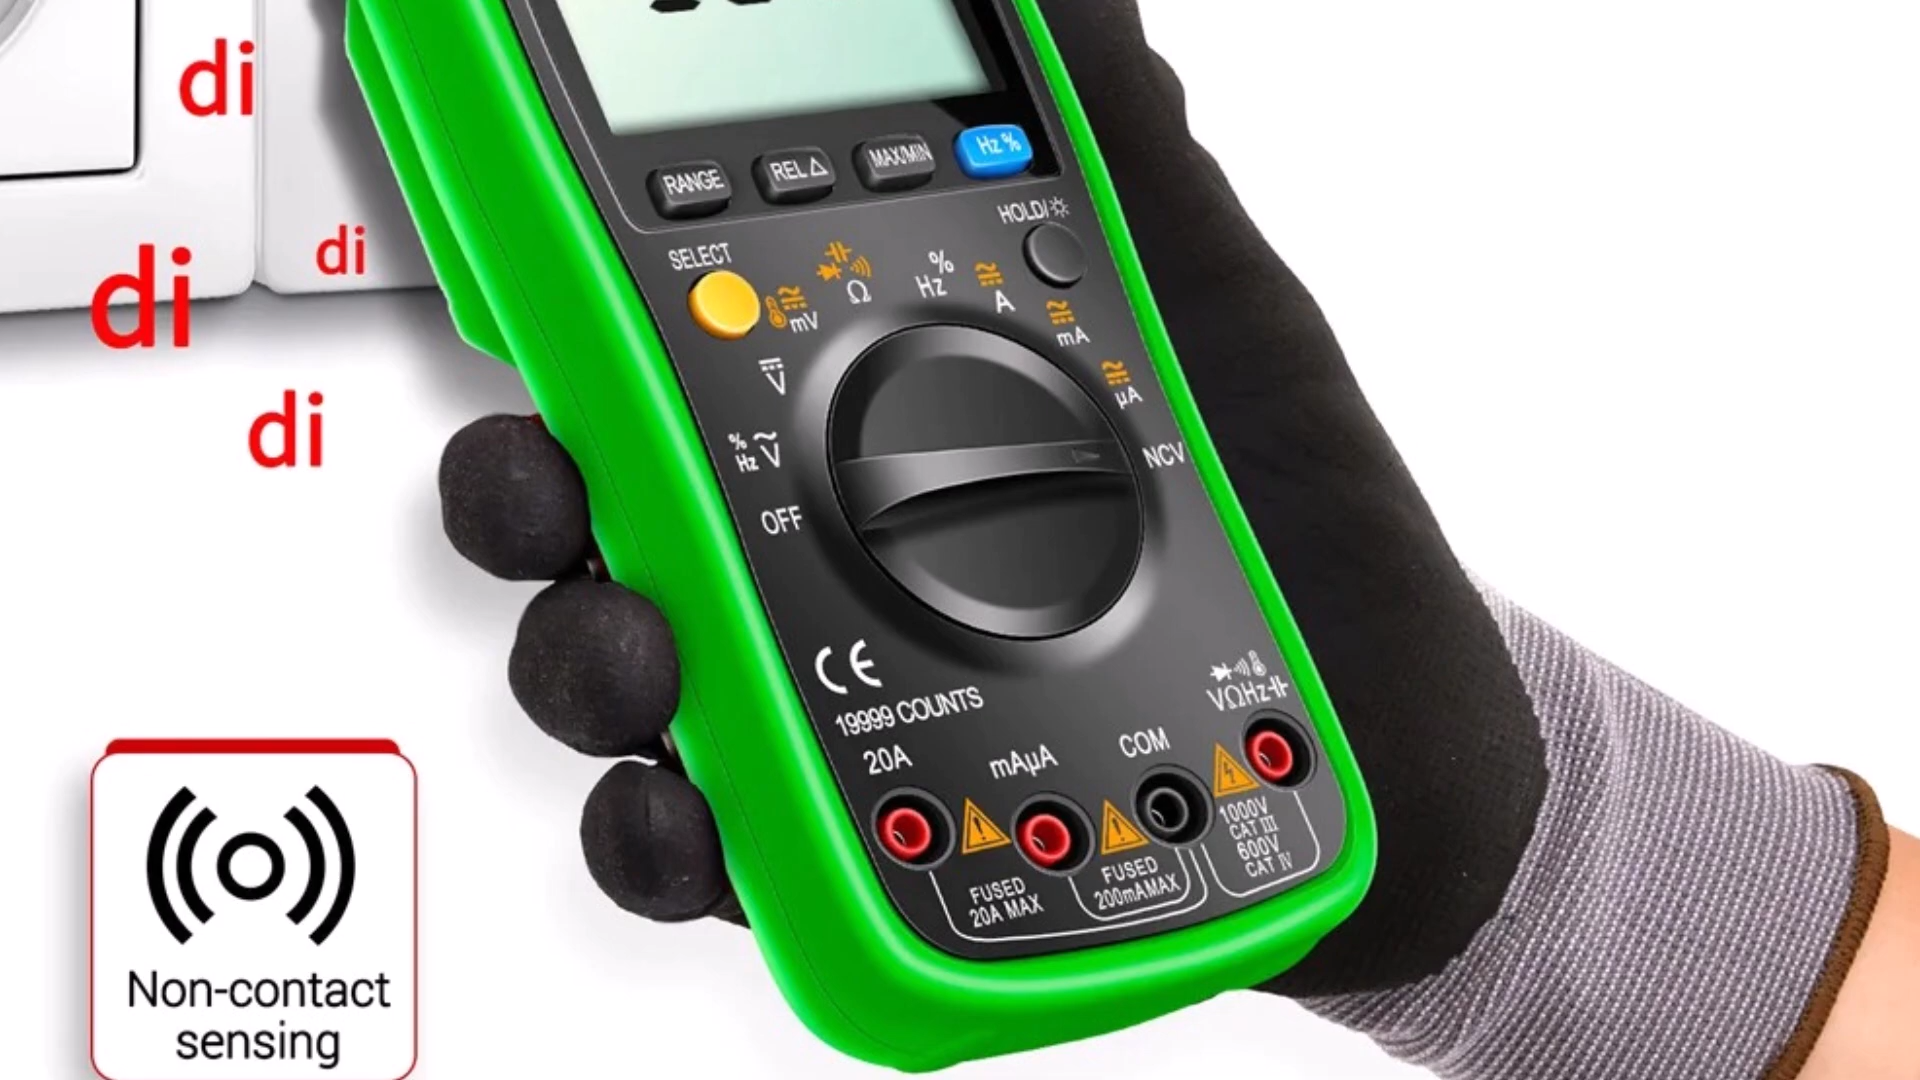 di
di
di
di
RANGE
REL △
MAX/MIN
Hz %
HOLD/
SELECT
mV
Ω
%
Hz
A
mA
µA
NCV
V
%
Hz V
OFF
CE
19999 COUNTS
20A
mAµA
COM
VΩHz
FUSED
20A MAX
FUSED
200mAMAX
1000V
CAT III
600V
CAT IV
Non-contact
sensing